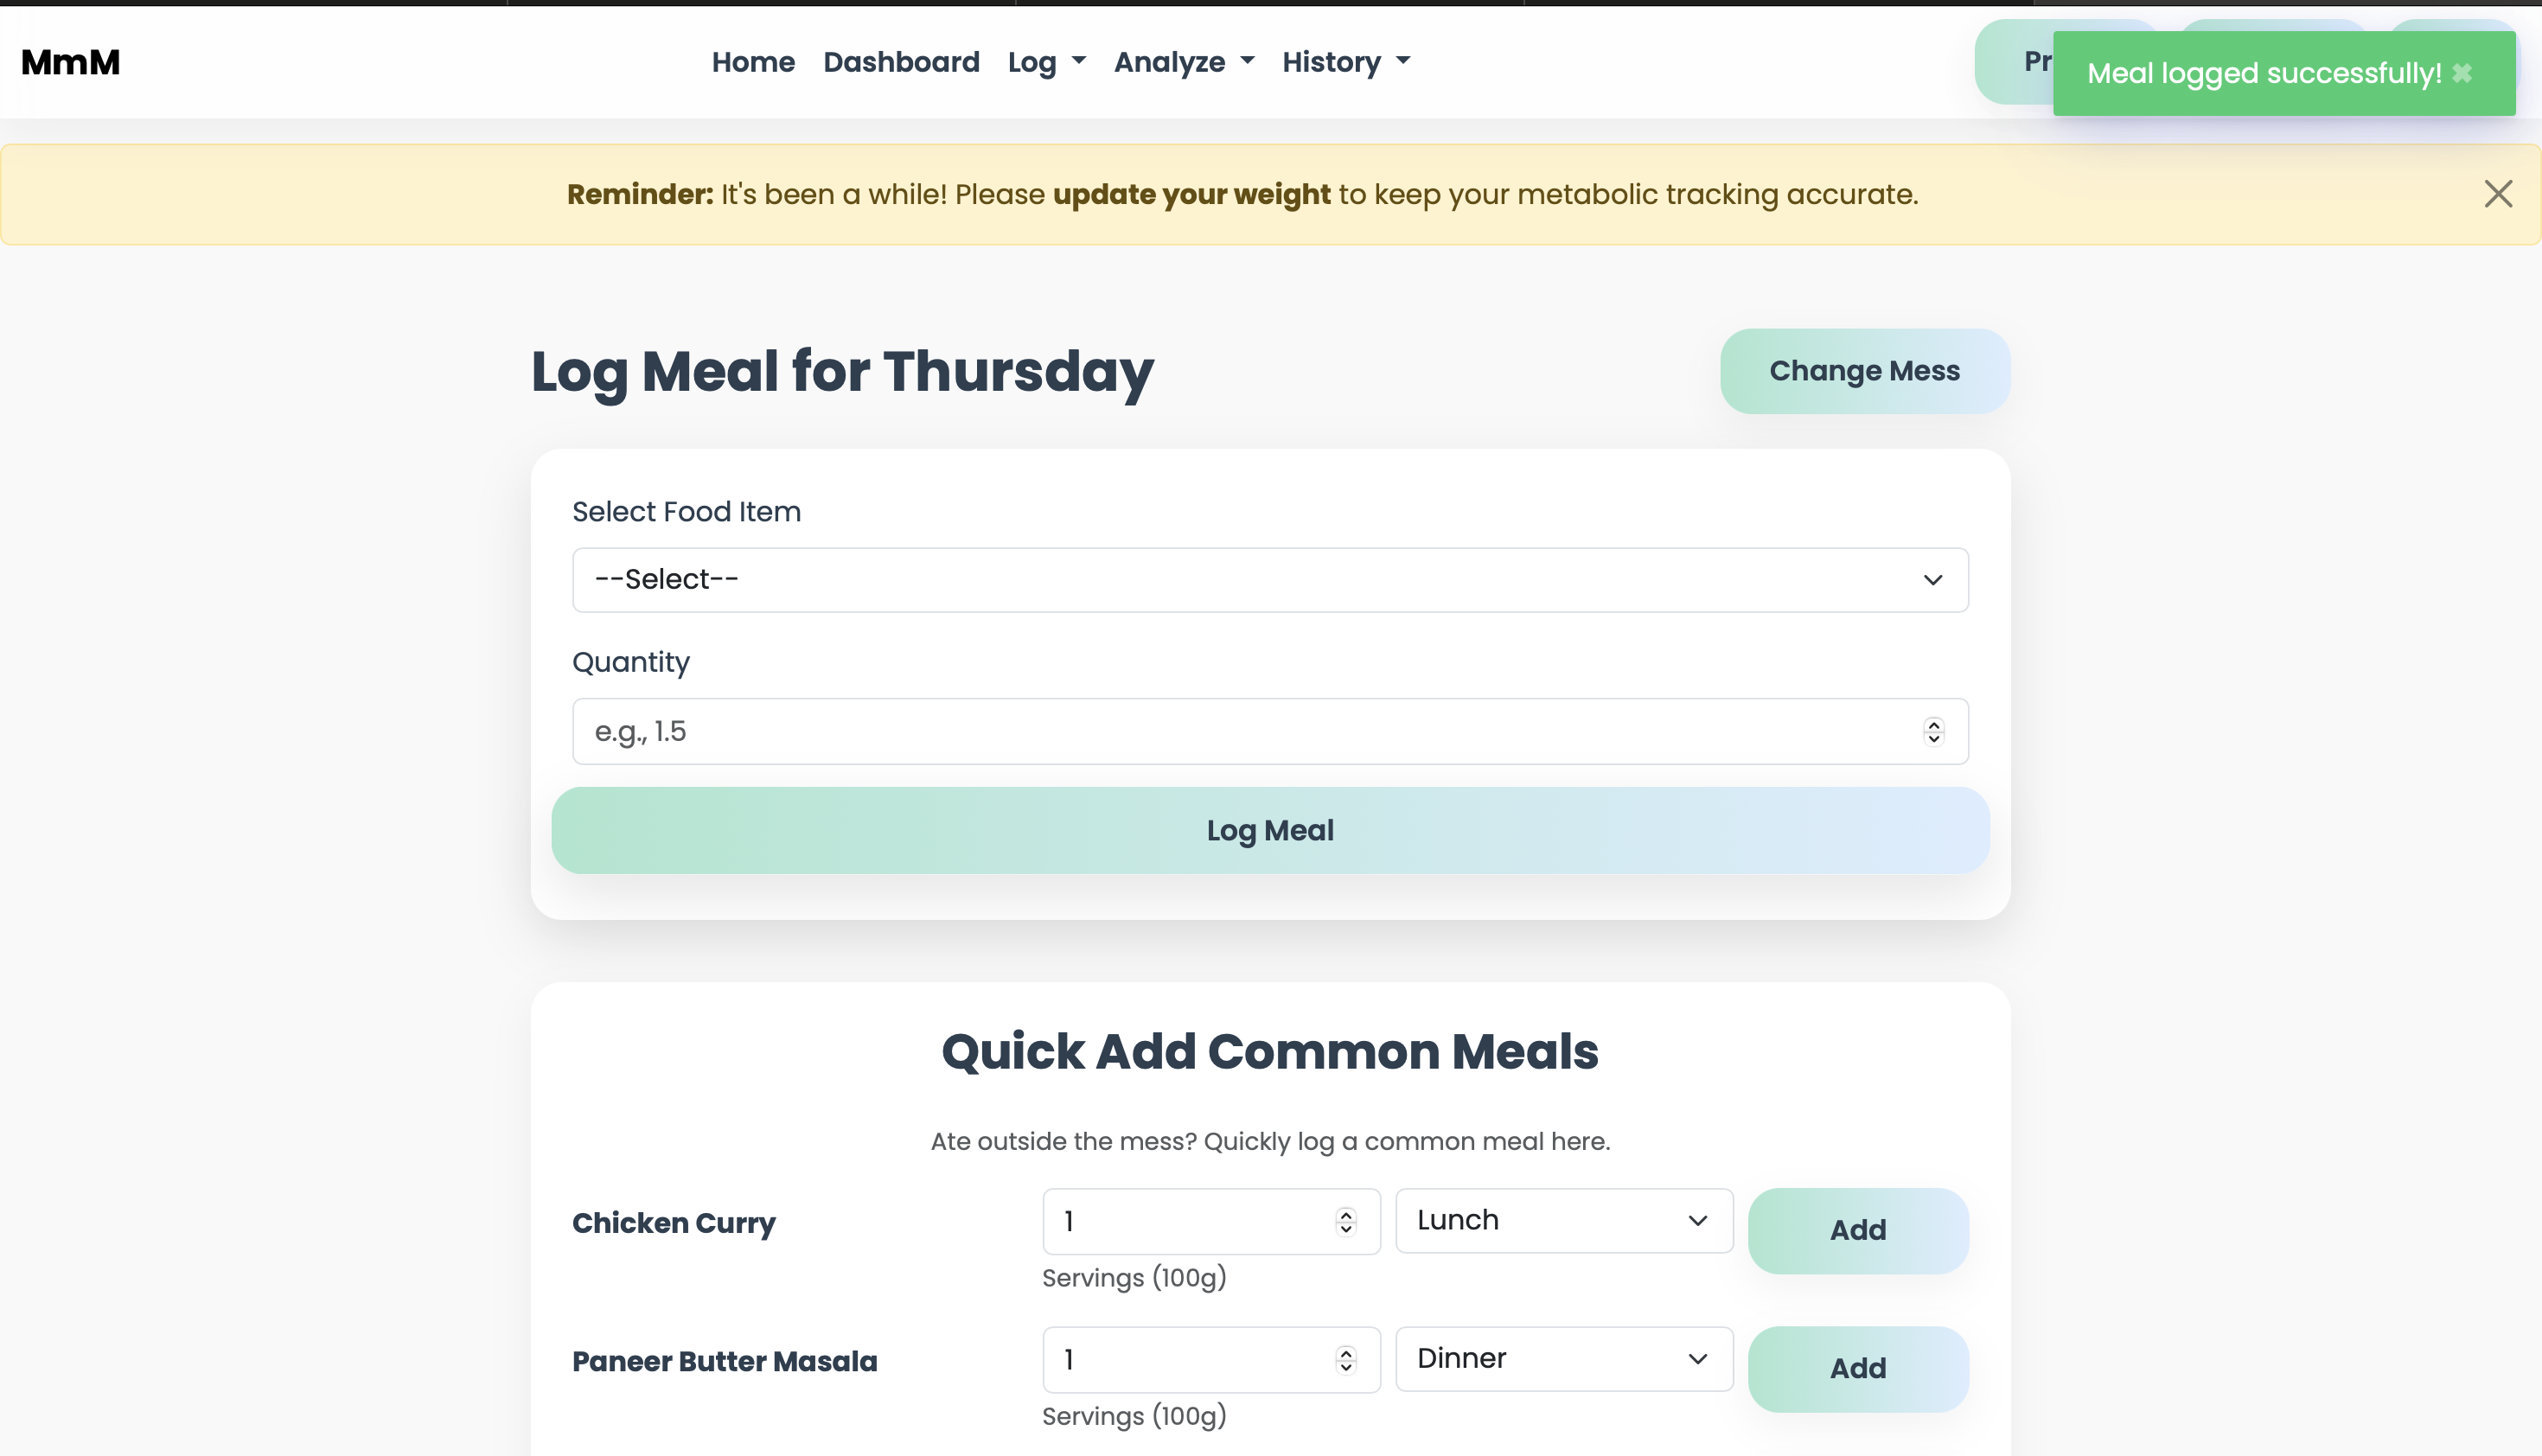 MmM
Home Dashboard Log Analyze History
Meal logged successfully! ✖
Reminder: It's been a while! Please update your weight to keep your metabolic tracking accurate.
Log Meal for Thursday
Change Mess
Select Food Item
--Select--
Quantity
e.g., 1.5
Log Meal
Quick Add Common Meals
Ate outside the mess? Quickly log a common meal here.
Chicken Curry 1 Lunch Add
Servings (100g)
Paneer Butter Masala 1 Dinner Add
Servings (100g)